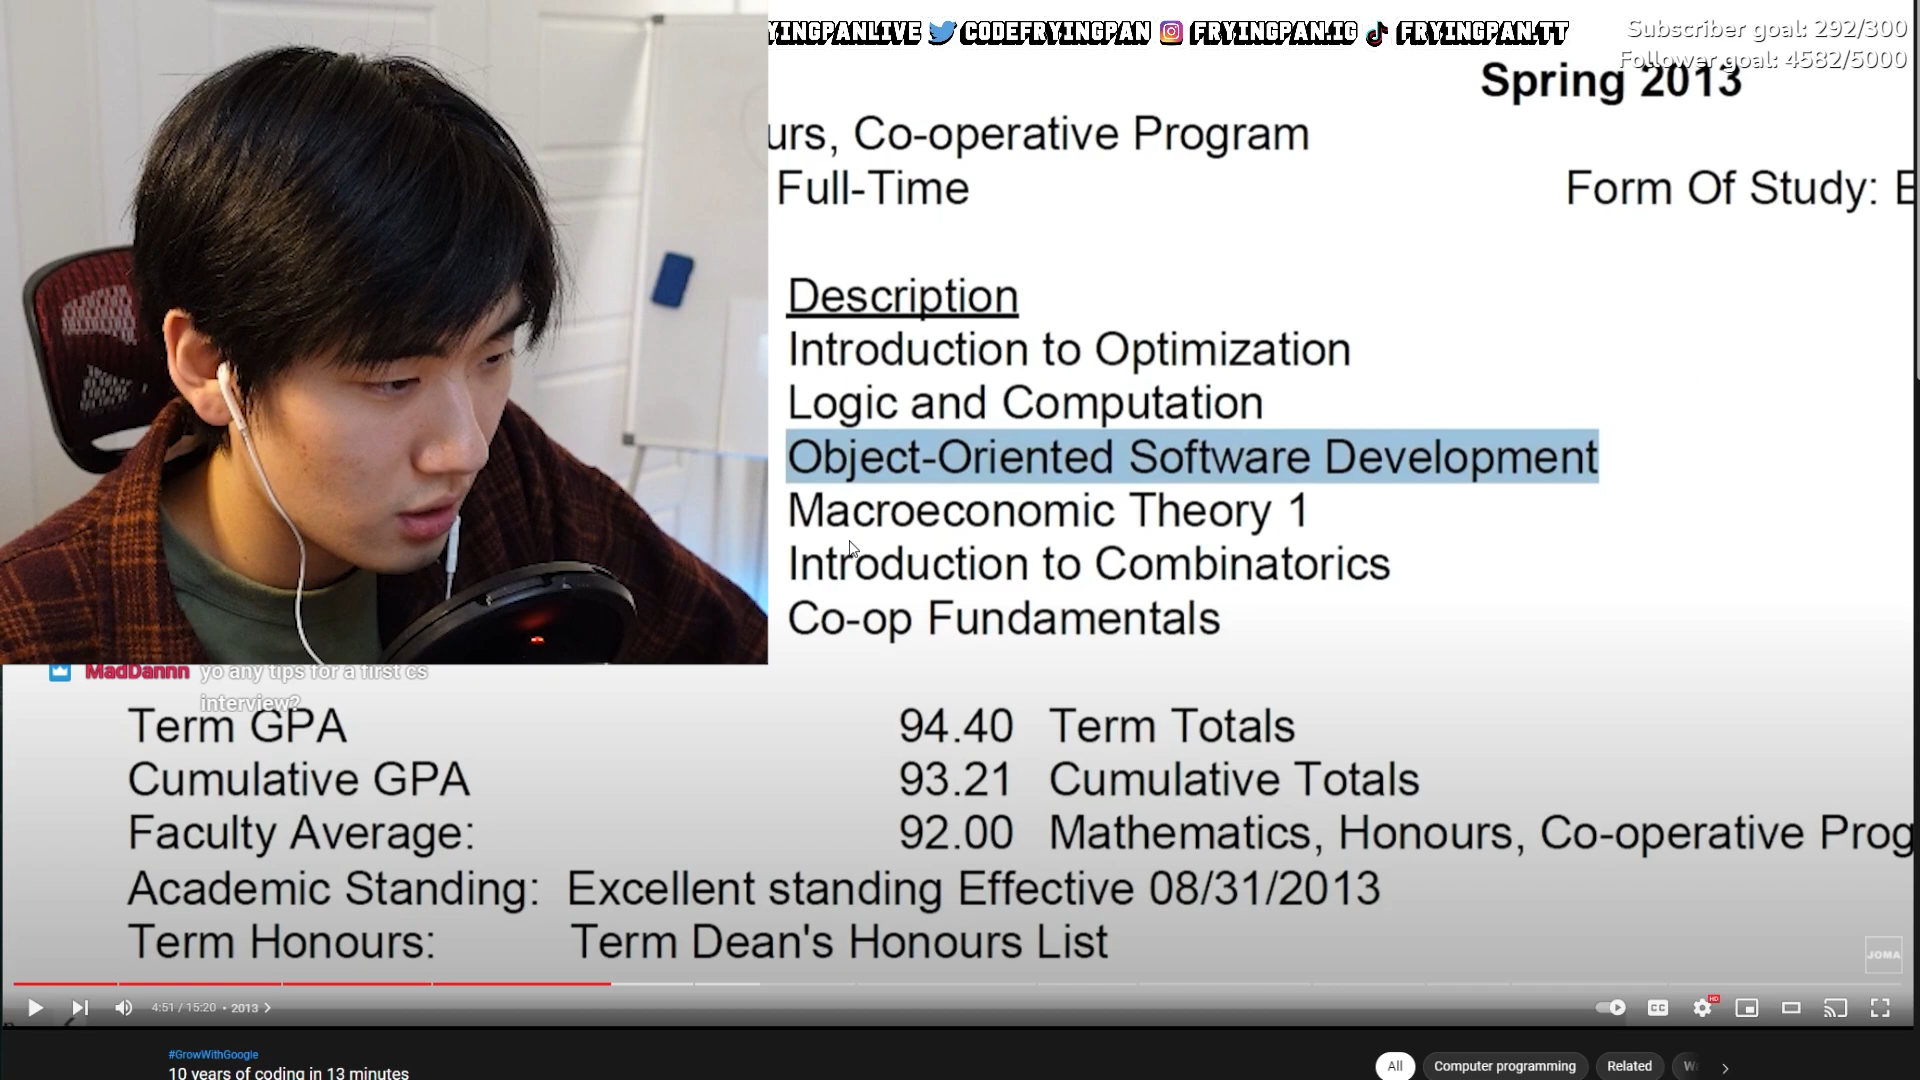 YINGPANLIVE CODEFRYINGPAN FRYINGPAN.IG FRYINGPAN.TT
Subscriber goal: 292/300
Follower goal: 4582/5000
Spring 2013
urs, Co-operative Program
Full-Time Form Of Study: E
Description
Introduction to Optimization
Logic and Computation
Object-Oriented Software Development
Macroeconomic Theory 1
Introduction to Combinatorics
Co-op Fundamentals
MadDannn yo any tips for a first cs
interview?
Term GPA 94.40 Term Totals
Cumulative GPA 93.21 Cumulative Totals
Faculty Average: 92.00 Mathematics, Honours, Co-operative Prog
Academic Standing: Excellent standing Effective 08/31/2013
Term Honours: Term Dean's Honours List
JOMA
4:51 / 15:20 • 2013
CC HD
#GrowWithGoogle
10 years of coding in 13 minutes
All Computer programming Related